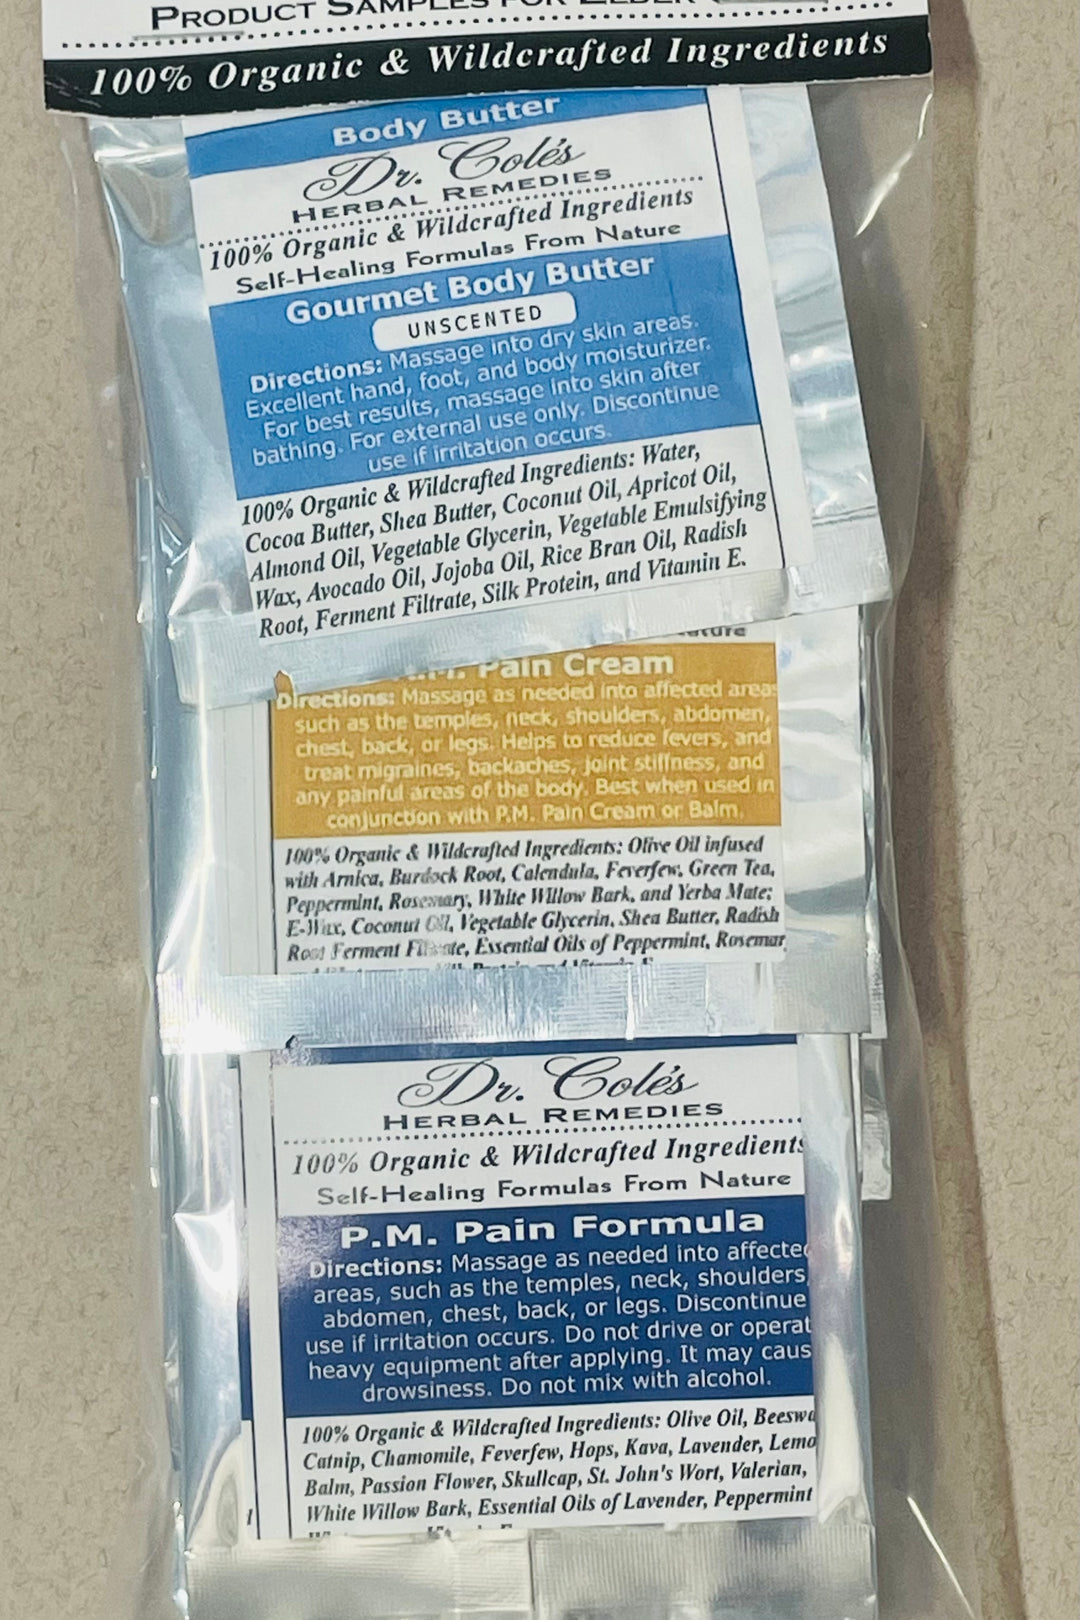 PRODUCT SAMPLES FOR ELDER
100% Organic & Wildcrafted Ingredients
Body Butter
Dr. Cole's
HERBAL REMEDIES
100% Organic & Wildcrafted Ingredients
Self-Healing Formulas From Nature
Gourmet Body Butter
UNSCENTED
Directions: Massage into dry skin areas.
Excellent hand, foot, and body moisturizer.
For best results, massage into skin after
bathing. For external use only. Discontinue
use if irritation occurs.
100% Organic & Wildcrafted Ingredients: Water,
Cocoa Butter, Shea Butter, Coconut Oil, Apricot Oil,
Almond Oil, Vegetable Glycerin, Vegetable Emulsifying
Wax, Avocado Oil, Jojoba Oil, Rice Bran Oil, Radish
Root, Ferment Filtrate, Silk Protein, and Vitamin E.
Pain Cream
Directions: Massage as needed into affected areas
such as the temples, neck, shoulders, abdomen,
chest, back, or legs. Helps to reduce fevers, and
treat migraines, backaches, joint stiffness, and
any painful areas of the body. Best when used in
conjunction with P.M. Pain Cream or Balm.
100% Organic & Wildcrafted Ingredients: Olive Oil infused
with Arnica, Burdock Root, Calendula, Feverfew, Green Tea,
Peppermint, Rosemary, White Willow Bark, and Yerba Mate;
E-Wax, Coconut Oil, Vegetable Glycerin, Shea Butter, Radish
Root Ferment Filtrate, Essential Oils of Peppermint, Rosemar
Dr. Cole's
HERBAL REMEDIES
100% Organic & Wildcrafted Ingredients
Self-Healing Formulas From Nature
P.M. Pain Formula
Directions: Massage as needed into affected
areas, such as the temples, neck, shoulders,
abdomen, chest, back, or legs. Discontinue
use if irritation occurs. Do not drive or operat
heavy equipment after applying. It may caus
drowsiness. Do not mix with alcohol.
100% Organic & Wildcrafted Ingredients: Olive Oil, Beeswa
Catnip, Chamomile, Feverfew, Hops, Kava, Lavender, Lemo
Balm, Passion Flower, Skullcap, St. John's Wort, Valerian,
White Willow Bark, Essential Oils of Lavender, Peppermint